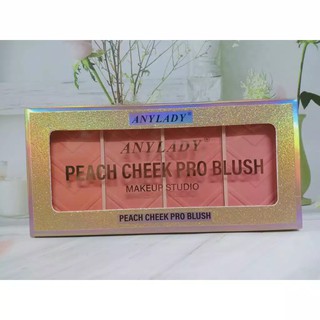 ANYLADY®
ANYLADY
PEACH CHEEK PRO BLUSH
MAKEUP STUDIO
PEACH CHEEK PRO BLUSH